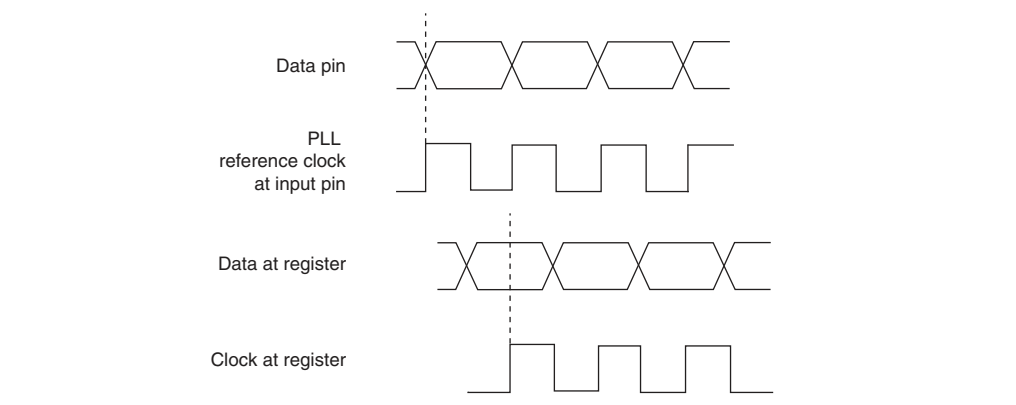 Data pin
PLL
reference clock
at input pin
Data at register
Clock at register